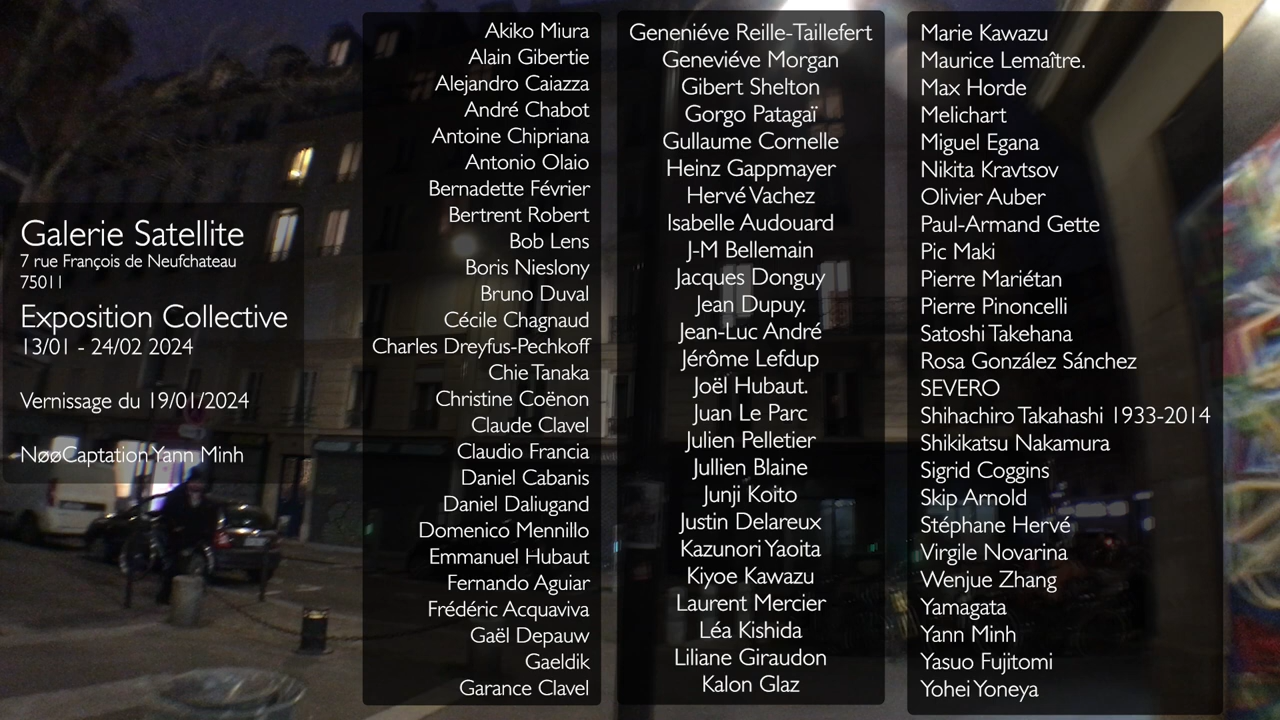 Galerie Satellite
7 rue François de Neufchateau
75011
Exposition Collective
13/01 - 24/02 2024
Vernissage du 19/01/2024
NøøCaptation Yann Minh
Akiko Miura
Alain Gibertie
Alejandro Caiazza
André Chabot
Antoine Chipriana
Antonio Olaio
Bernadette Février
Bertrent Robert
Bob Lens
Boris Nieslony
Bruno Duval
Cécile Chagnaud
Charles Dreyfus-Pechkoff
Chie Tanaka
Christine Coënon
Claude Clavel
Claudio Francia
Daniel Cabanis
Daniel Daligand
Domenico Mennillo
Emmanuel Hubaut
Fernando Aguiar
Frédéric Acquaviva
Gaël Depauw
Gaeldik
Garance Clavel
Geneniéve Reille-Taillefert
Geneviéve Morgan
Gibert Shelton
Gorgo Patagaï
Gullaume Cornelle
Heinz Gappmayer
Hervé Vachez
Isabelle Audouard
J-M Bellemain
Jacques Donguy
Jean Dupuy.
Jean-Luc André
Jérôme Lefdup
Joël Hubaut.
Juan Le Parc
Julien Pelletier
Jullien Blaine
Junji Koito
Justin Delareux
Kazunori Yaoita
Kiyoe Kawazu
Laurent Mercier
Léa Kishida
Liliane Giraudon
Kalon Glaz
Marie Kawazu
Maurice Lemaître.
Max Horde
Melichart
Miguel Egana
Nikita Kravtsov
Olivier Auber
Paul-Armand Gette
Pic Maki
Pierre Mariétan
Pierre Pinoncelli
Satoshi Takehana
Rosa González Sánchez
SEVERO
Shihachiro Takahashi 1933-2014
Shikikatsu Nakamura
Sigrid Coggins
Skip Arnold
Stéphane Hervé
Virgile Novarina
Wenjue Zhang
Yamagata
Yann Minh
Yasuo Fujitomi
Yohei Yoneya